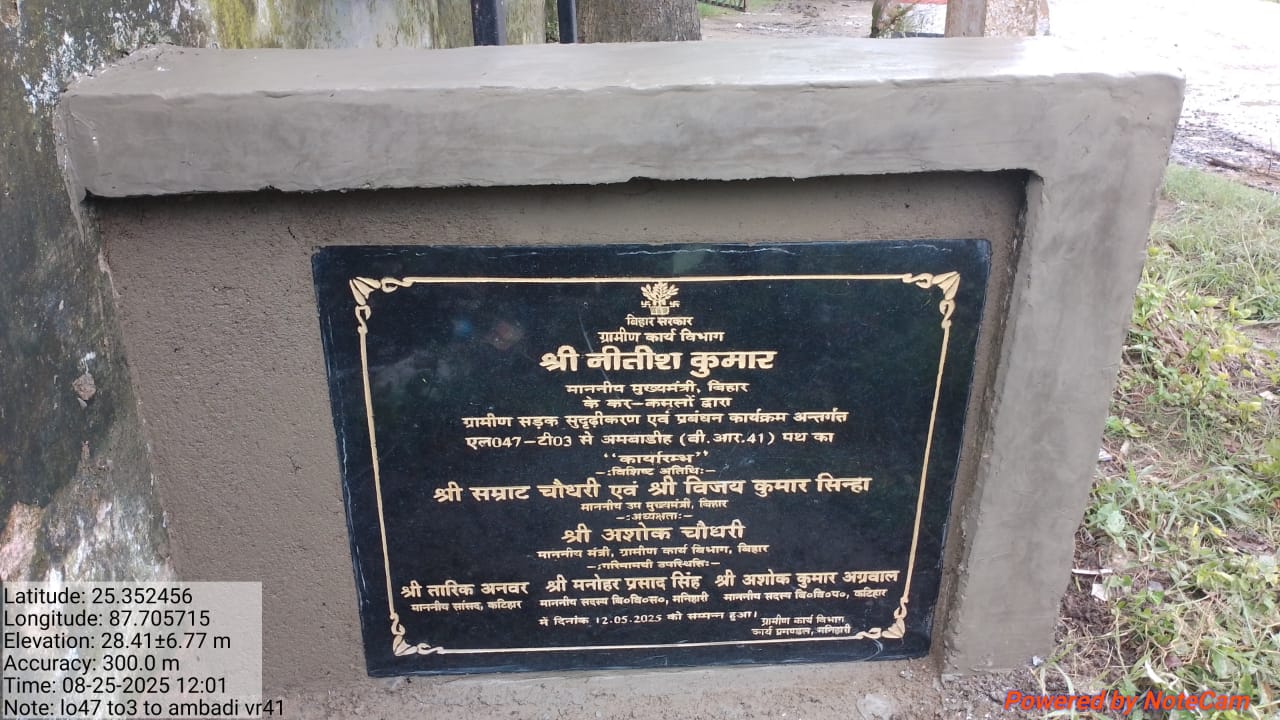 बिहार सरकार
ग्रामीण कार्य विभाग
श्री नीतीश कुमार
माननीय मुख्यमंत्री, बिहार
के कर-कमलों द्वारा
ग्रामीण सड़क सुदृढ़ीकरण एवं प्रबंधन कार्यक्रम अन्तर्गत
एल047-टी03 से अमबाडीह (वी.आर.41) पथ का
"कार्यारम्भ"
-:विशिष्ट अतिथि:-
श्री सम्राट चौधरी एवं श्री विजय कुमार सिन्हा
माननीय उप मुख्यमंत्री, बिहार
-:अध्यक्षता:-
श्री अशोक चौधरी
माननीय मंत्री, ग्रामीण कार्य विभाग, बिहार
-:गरिमामयी उपस्थिति:-
श्री तारिक अनवर श्री मनोहर प्रसाद सिंह श्री अशोक कुमार अग्रवाल
माननीय सांसद, कटिहार माननीय सदस्य बि०वि०स०, मनिहारी माननीय सदस्य बि०वि०प०, कटिहार
में दिनांक 12.05.2025 को सम्पन्न हुआ।
ग्रामीण कार्य विभाग
कार्य प्रमण्डल, मनिहारी
Latitude: 25.352456
Longitude: 87.705715
Elevation: 28.41±6.77 m
Accuracy: 300.0 m
Time: 08-25-2025 12:01
Note: lo47 to3 to ambadi vr41
Powered by NoteCam